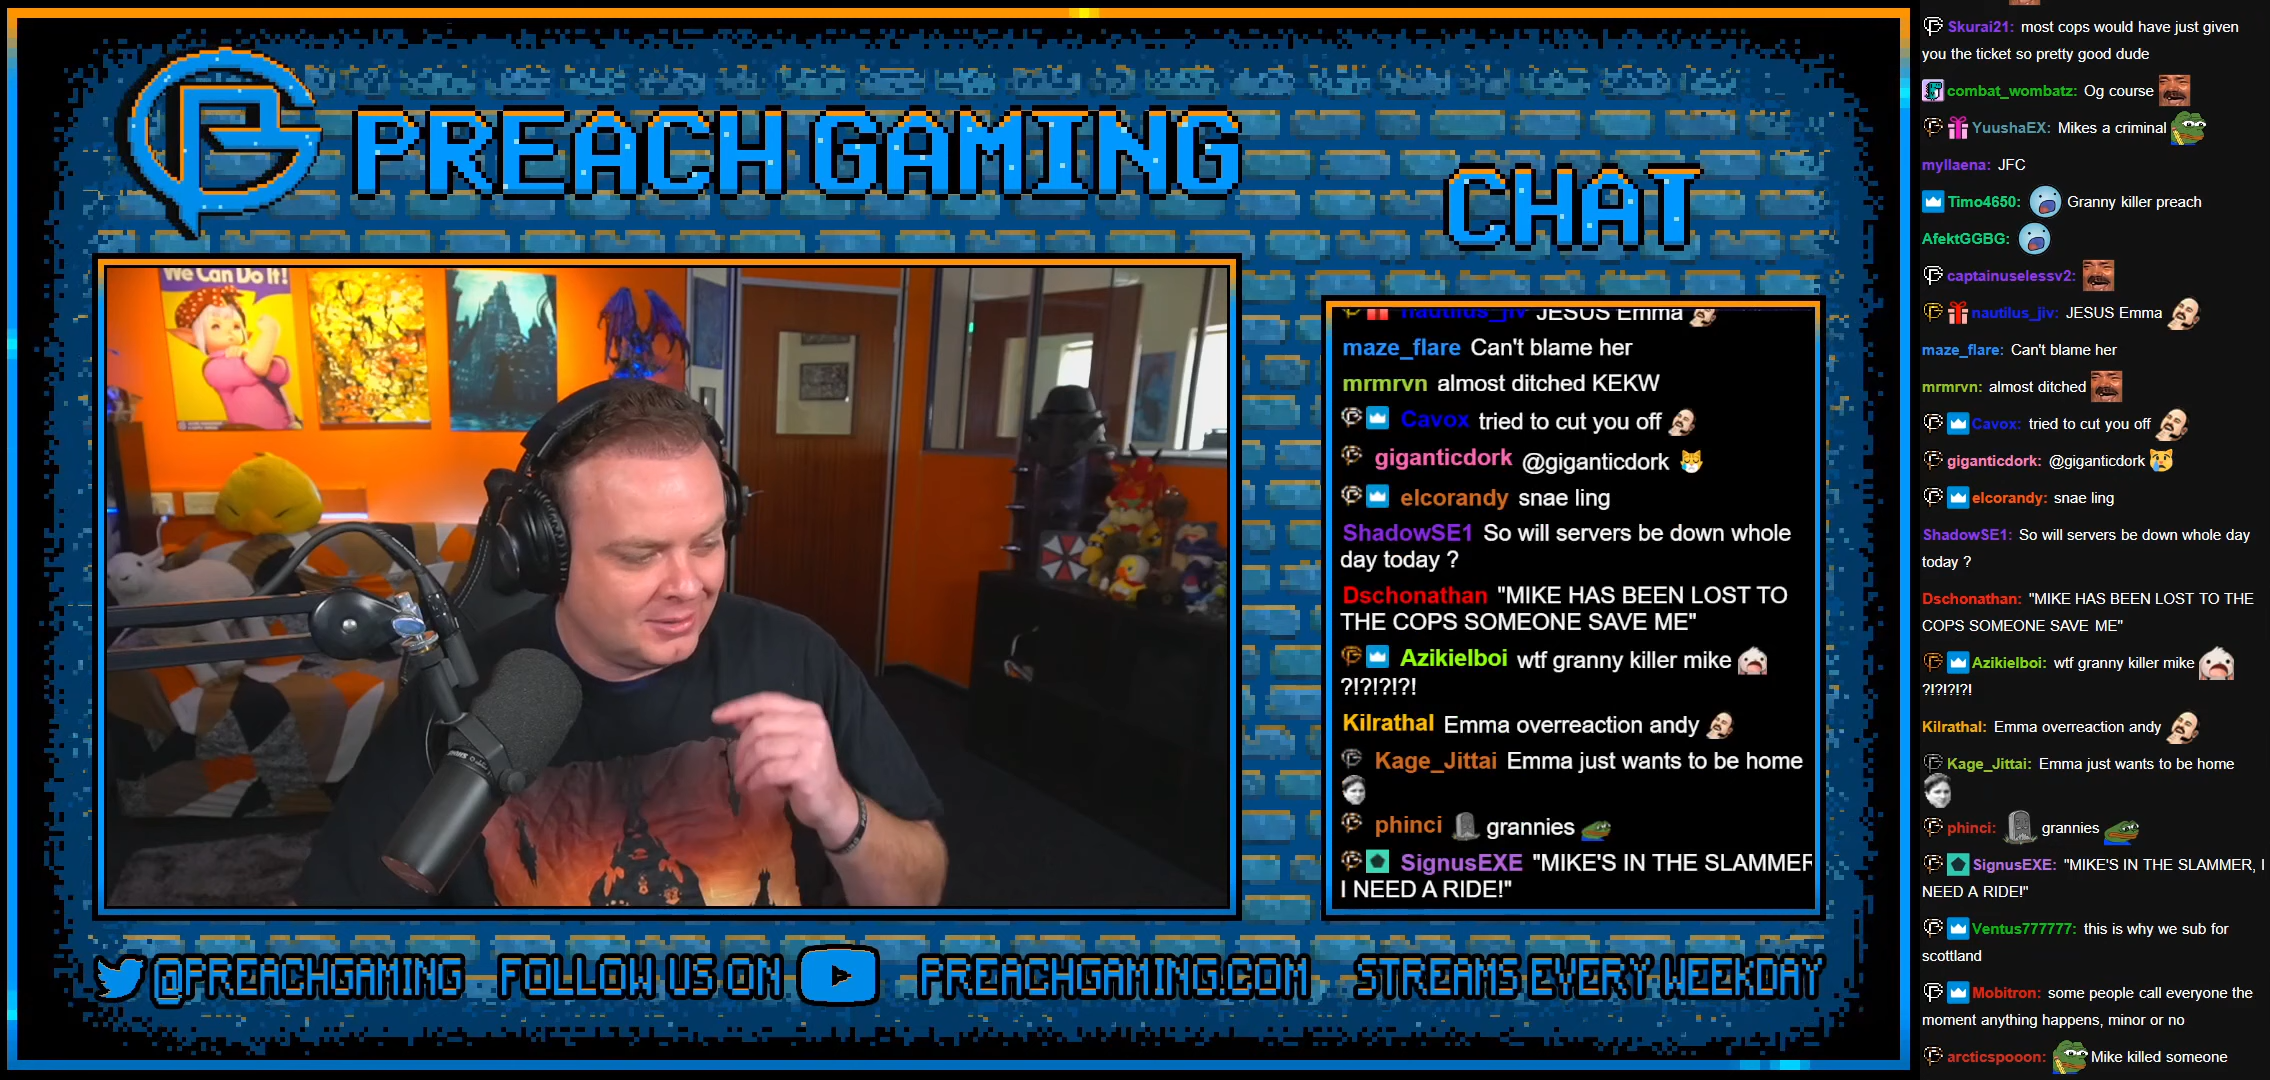 PREACH GAMING
CHAT
We Can Do It!
nautilus_jiv JESUS Emma
maze_flare Can't blame her
mrmrvn almost ditched KEKW
Cavox tried to cut you off
giganticdork @giganticdork
elcorandy snae ling
ShadowSE1 So will servers be down whole
day today ?
Dschonathan "MIKE HAS BEEN LOST TO
THE COPS SOMEONE SAVE ME"
Azikielboi wtf granny killer mike
?!?!?!?!
Kilrathal Emma overreaction andy
Kage_Jittai Emma just wants to be home
phinci grannies
SignusEXE "MIKE'S IN THE SLAMMER
I NEED A RIDE!"
@PREACHGAMING FOLLOW US ON PREACHGAMING.COM STREAMS EVERY WEEKDAY
Skurai21: most cops would have just given
you the ticket so pretty good dude
combat_wombatz: Og course
YuushaEX: Mikes a criminal
myllaena: JFC
Timo4650: Granny killer preach
AfektGGBG:
captainuselessv2:
nautilus_jiv: JESUS Emma
maze_flare: Can't blame her
mrmrvn: almost ditched
Cavox: tried to cut you off
giganticdork: @giganticdork
elcorandy: snae ling
ShadowSE1: So will servers be down whole day
today ?
Dschonathan: "MIKE HAS BEEN LOST TO THE
COPS SOMEONE SAVE ME"
Azikielboi: wtf granny killer mike
?!?!?!?!
Kilrathal: Emma overreaction andy
Kage_Jittai: Emma just wants to be home
phinci: grannies
SignusEXE: "MIKE'S IN THE SLAMMER, I
NEED A RIDE!"
Ventus777777: this is why we sub for
scottland
Mobitron: some people call everyone the
moment anything happens, minor or no
arcticspooon: Mike killed someone